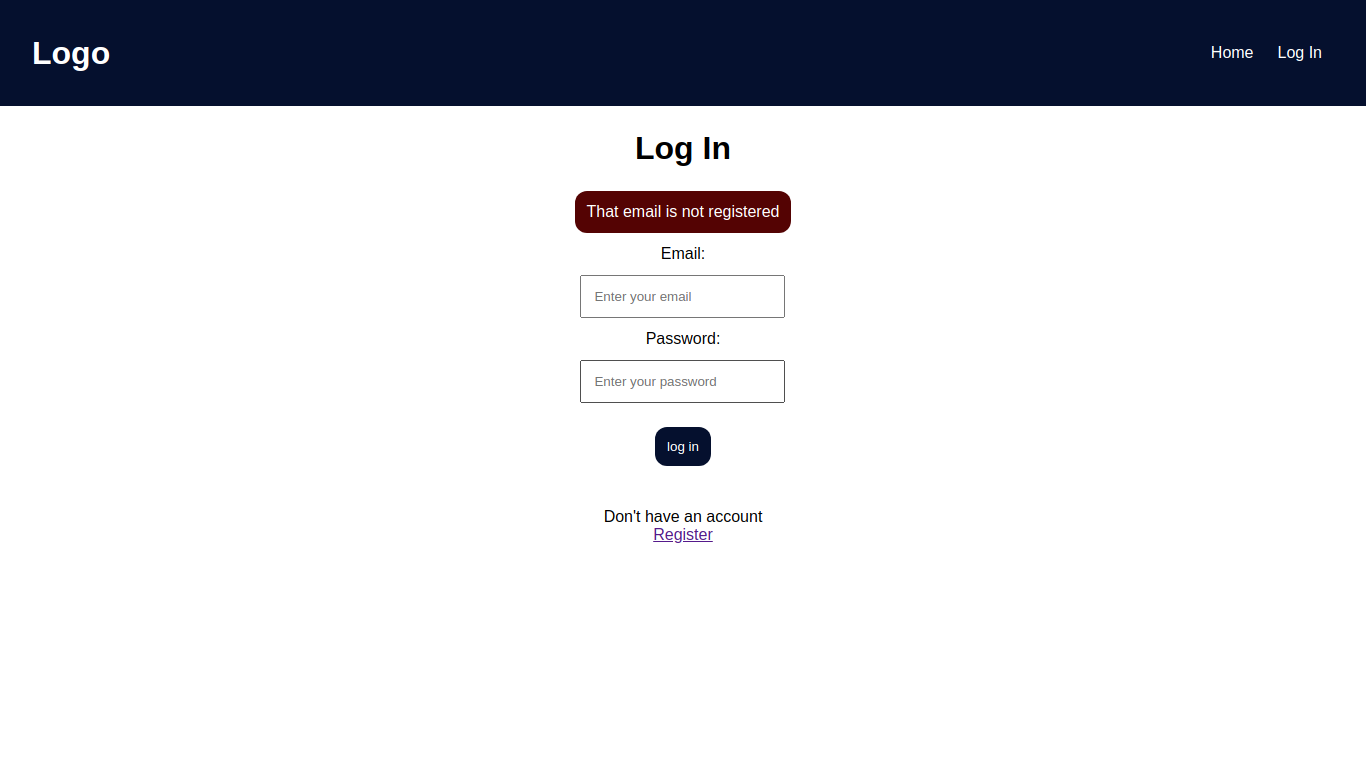 Logo
Home Log In
Log In
That email is not registered
Email:
Enter your email
Password:
Enter your password
log in
Don't have an account
Register